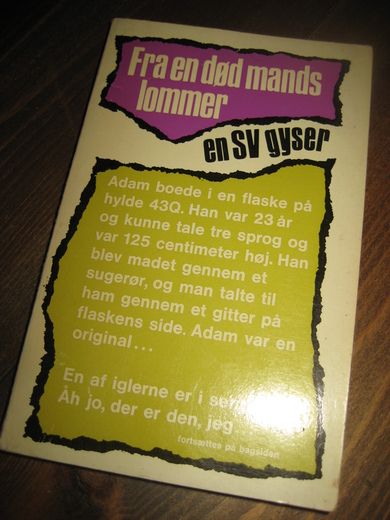 Fra en død mands
lommer
en SV gyser
Adam boede i en flaske på
hylde 43Q. Han var 23 år
og kunne tale tre sprog og
var 125 centimeter høj. Han
blev madet gennem et
sugerør, og man talte til
ham gennem et gitter på
flaskens side. Adam var en
original...
En af iglerne er i
Åh jo, der er den, jeg
fortsættes på bagsiden